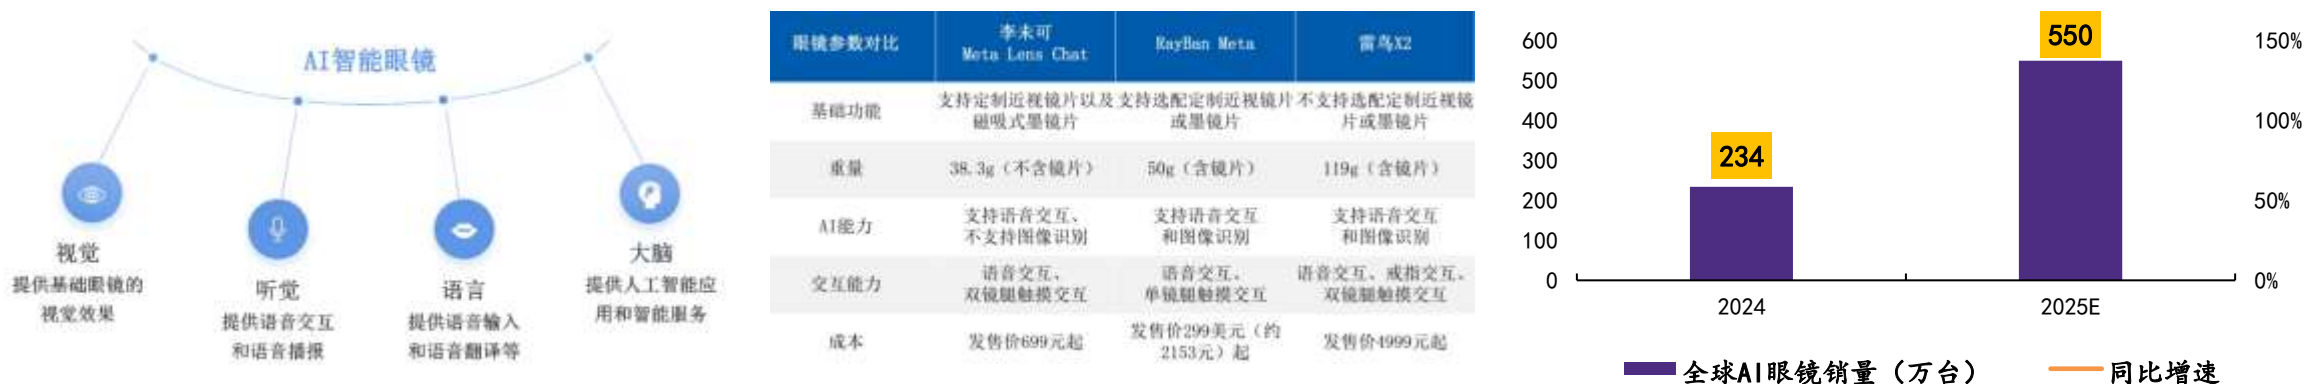 AI智能眼镜
视觉
提供基础眼镜的
视觉效果
听觉
提供语音交互
和语音播报
语言
提供语音输入
和语音翻译等
大脑
提供人工智能应
用和智能服务
眼镜参数对比
李未可
Meta Lens Chat
RayBan Meta
雷鸟X2
基础功能
支持定制近视镜片以及
磁吸式墨镜片
支持选配定制近视镜片
或墨镜片
不支持选配定制近视镜
片或墨镜片
重量
38.3g（不含镜片）
50g（含镜片）
119g（含镜片）
AI能力
支持语音交互、
不支持图像识别
支持语音交互
和图像识别
支持语音交互
和图像识别
交互能力
语音交互、
双镜腿触摸交互
语音交互、
单镜腿触摸交互
语音交互、戒指交互、
双镜腿触摸交互
成本
发售价699元起
发售价299美元（约
2153元）起
发售价4999元起
600
500
400
300
200
100
0
234
550
150%
100%
50%
0%
2024
2025E
全球AI眼镜销量（万台）
同比增速